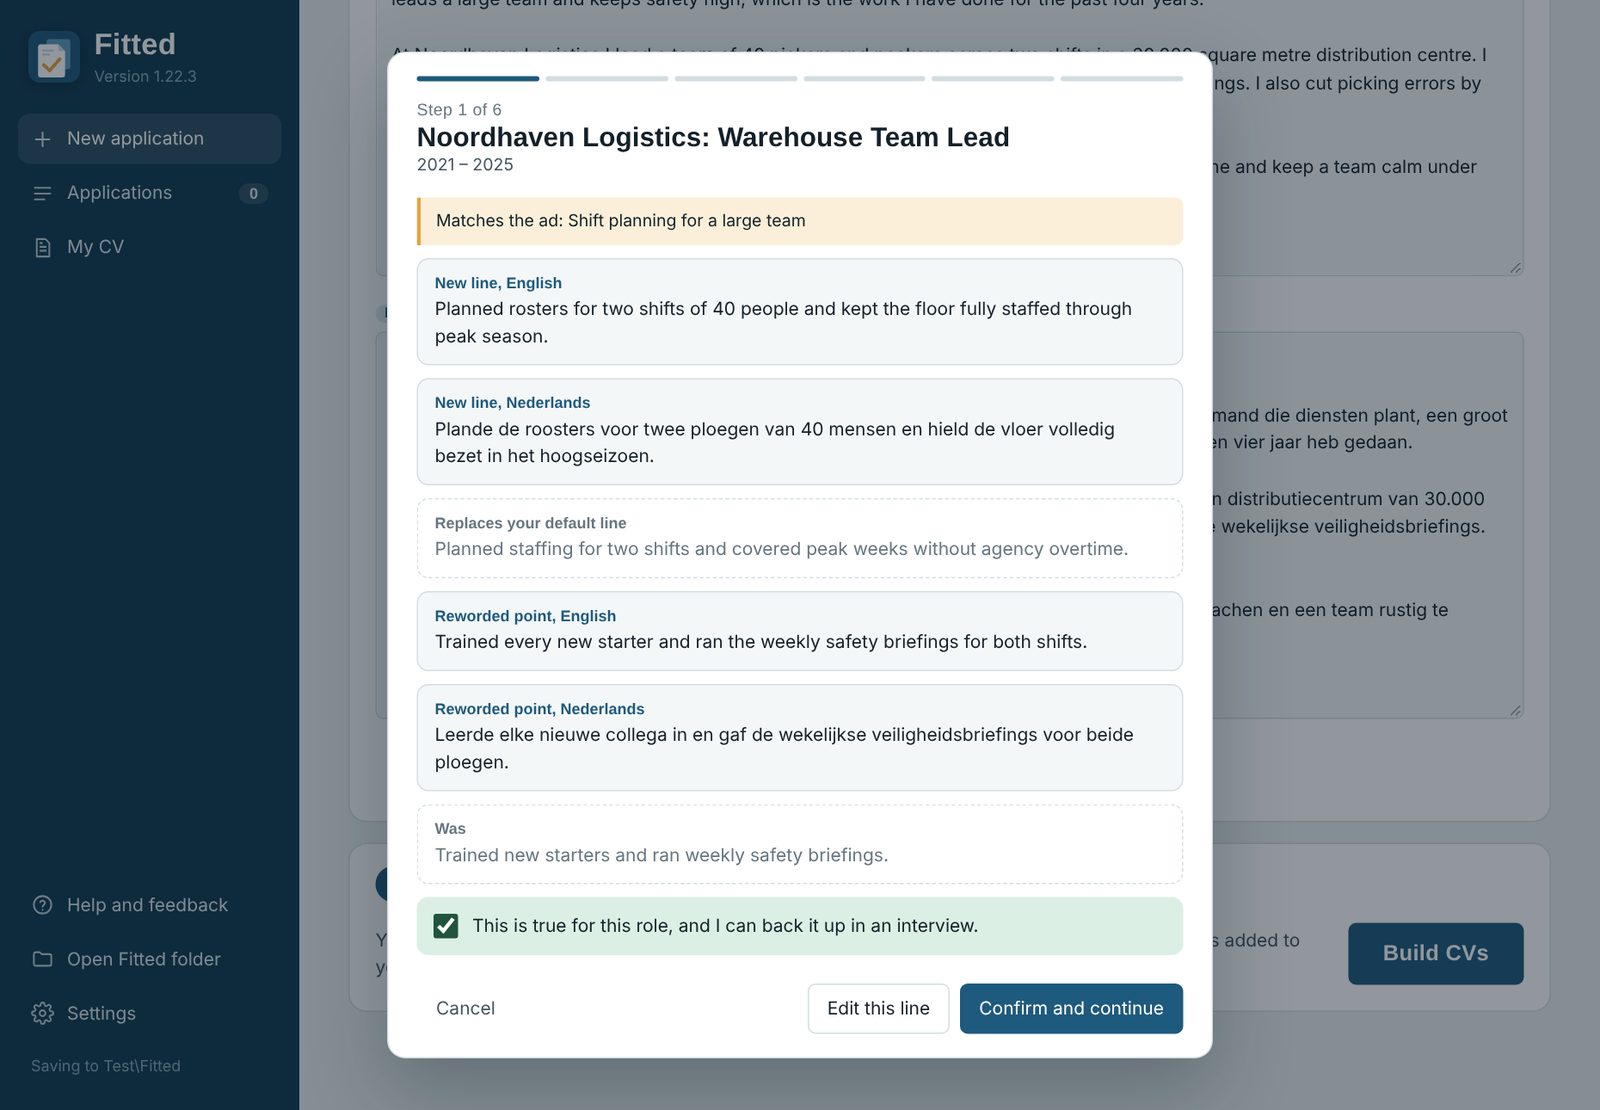 Fitted
Version 1.22.3
New application
Applications 0
My CV
Help and feedback
Open Fitted folder
Settings
Saving to Test\Fitted
square metre distribution centre. I
I also cut picking errors by
and keep a team calm under
die diensten plant, een groot
vier jaar heb gedaan.
distributiecentrum van 30.000
wekelijkse veiligheidsbriefings.
en een team rustig te
added to
Build CVs
Step 1 of 6
Noordhaven Logistics: Warehouse Team Lead
2021 – 2025
Matches the ad: Shift planning for a large team
New line, English
Planned rosters for two shifts of 40 people and kept the floor fully staffed through
peak season.
New line, Nederlands
Plande de roosters voor twee ploegen van 40 mensen en hield de vloer volledig
bezet in het hoogseizoen.
Replaces your default line
Planned staffing for two shifts and covered peak weeks without agency overtime.
Reworded point, English
Trained every new starter and ran the weekly safety briefings for both shifts.
Reworded point, Nederlands
Leerde elke nieuwe collega in en gaf de wekelijkse veiligheidsbriefings voor beide
ploegen.
Was
Trained new starters and ran weekly safety briefings.
This is true for this role, and I can back it up in an interview.
Cancel
Edit this line
Confirm and continue